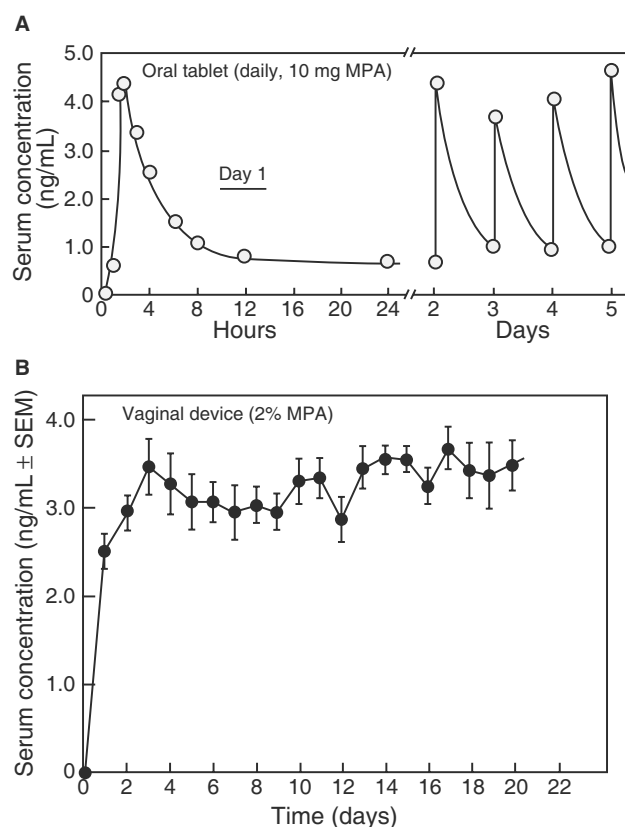 A
Serum concentration
(ng/mL)
5.0
4.0
3.0
2.0
1.0
0
Oral tablet (daily, 10 mg MPA)
Day 1
0 4 8 12 16 20 24 2 3 4 5
Hours Days
B
Serum concentration (ng/mL ± SEM)
4.0
3.0
2.0
1.0
0
Vaginal device (2% MPA)
0 2 4 6 8 10 12 14 16 18 20 22
Time (days)